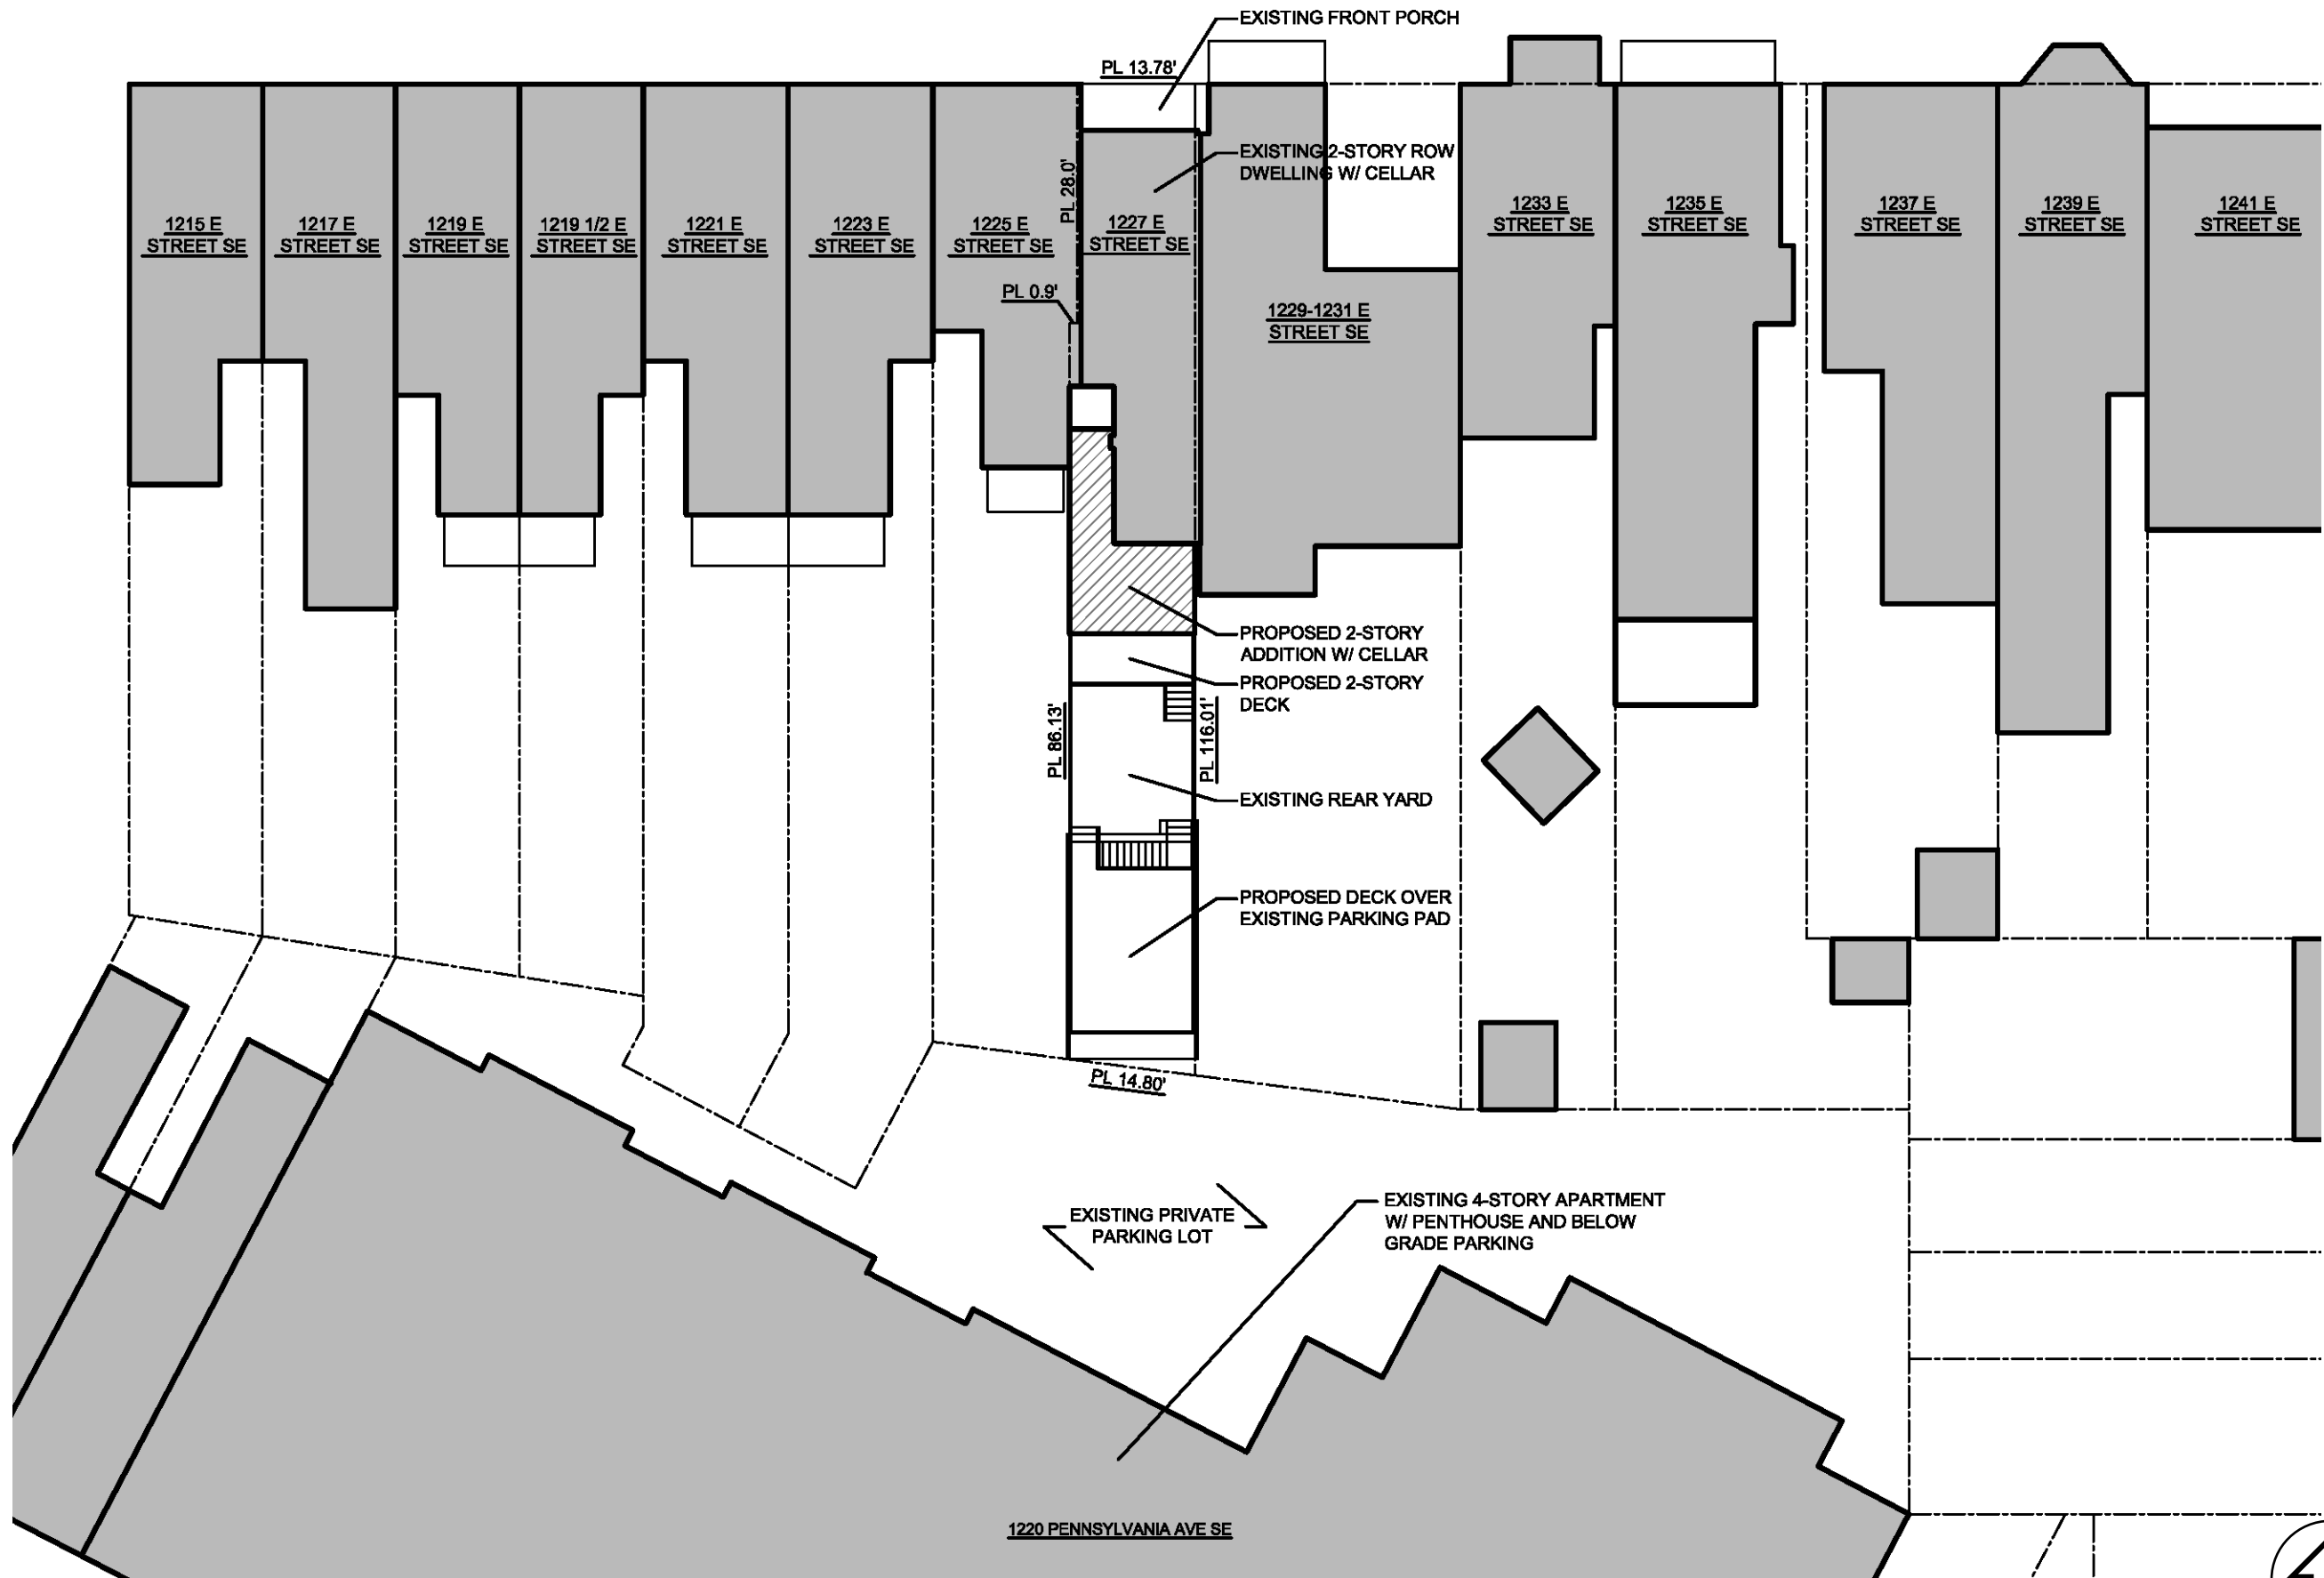 EXISTING FRONT PORCH
PL 13.78'
EXISTING 2-STORY ROW
DWELLING W/ CELLAR
PL 28.0'
1215 E
STREET SE
1217 E
STREET SE
1219 E
STREET SE
1219 1/2 E
STREET SE
1221 E
STREET SE
1223 E
STREET SE
1225 E
STREET SE
1227 E
STREET SE
1233 E
STREET SE
1235 E
STREET SE
1237 E
STREET SE
1239 E
STREET SE
1241 E
STREET SE
PL 0.9'
1229-1231 E
STREET SE
PROPOSED 2-STORY
ADDITION W/ CELLAR
PROPOSED 2-STORY
DECK
PL 86.13'
PL 116.01'
EXISTING REAR YARD
PROPOSED DECK OVER
EXISTING PARKING PAD
PL 14.80'
EXISTING PRIVATE
PARKING LOT
EXISTING 4-STORY APARTMENT
W/ PENTHOUSE AND BELOW
GRADE PARKING
1220 PENNSYLVANIA AVE SE